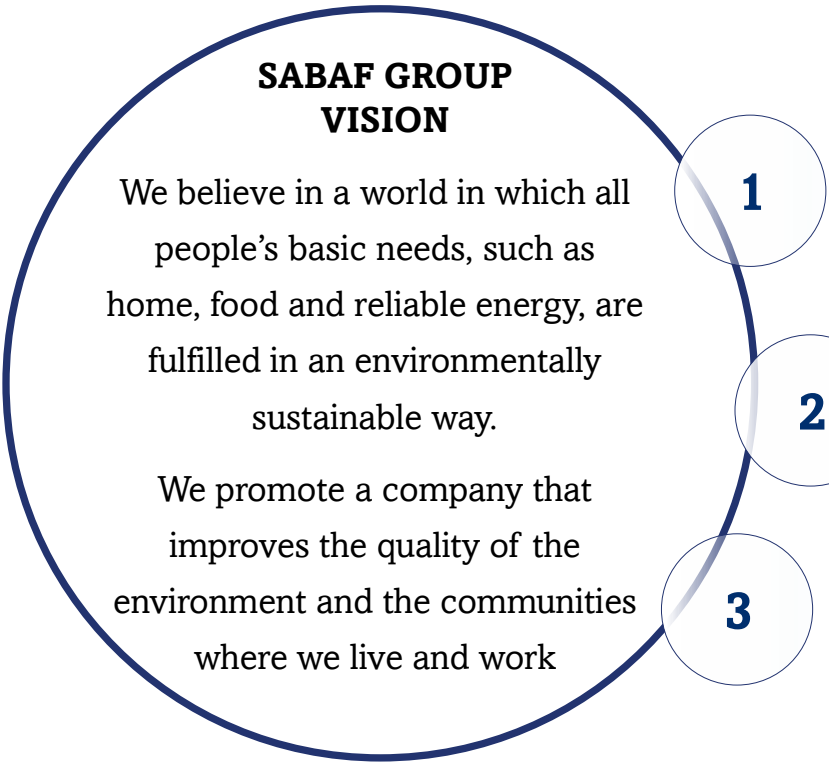 SABAF GROUP
VISION
We believe in a world in which all
people’s basic needs, such as
home, food and reliable energy, are
fulfilled in an environmentally
sustainable way.
We promote a company that
improves the quality of the
environment and the communities
where we live and work
1
2
3